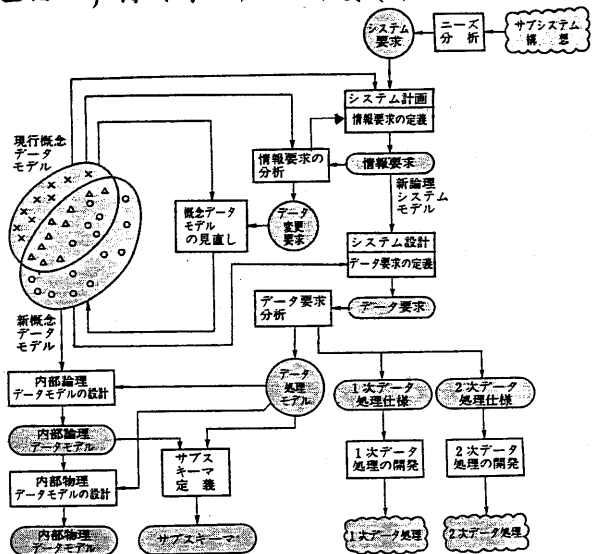 システム
要求
ニーズ
分析
サブシステム
構想
システム計画
情報要求の定義
現行概念
データ
モデル
情報要求の
分析
情報要求
新論理
システム
モデル
概念データ
モデル
の見直し
データ
変更
要求
システム設計
データ要求の定義
データ要求
分析
データ要求
新概念
データ
モデル
内部論理
データモデルの設計
データ
処理
モデル
1次データ
処理仕様
2次データ
処理仕様
内部論理
データモデル
サブス
キーマ
定義
1次データ
処理の開発
2次データ
処理の開発
内部物理
データモデルの設計
内部物理
データモデル
サブスキーマ
1次データ処理
2次データ処理